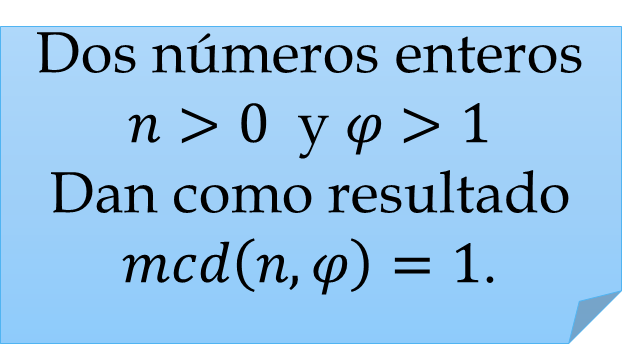 Dos números enteros
n > 0 y φ > 1
Dan como resultado
mcd(n, φ) = 1.